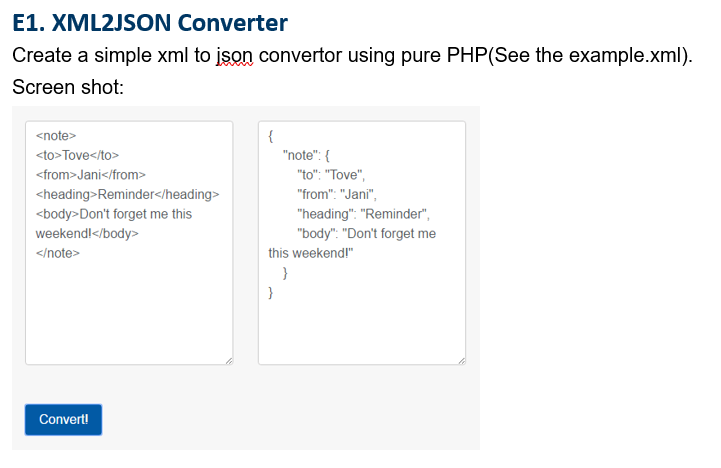 E1. XML2JSON Converter
Create a simple xml to json convertor using pure PHP(See the example.xml).
Screen shot:
<note>
<to>Tove</to>
<from>Jani</from>
<heading>Reminder</heading>
<body>Don't forget me this
weekend!</body>
</note>
{
"note": {
"to": "Tove",
"from": "Jani",
"heading": "Reminder",
"body": "Don't forget me
this weekend!"
}
}
Convert!